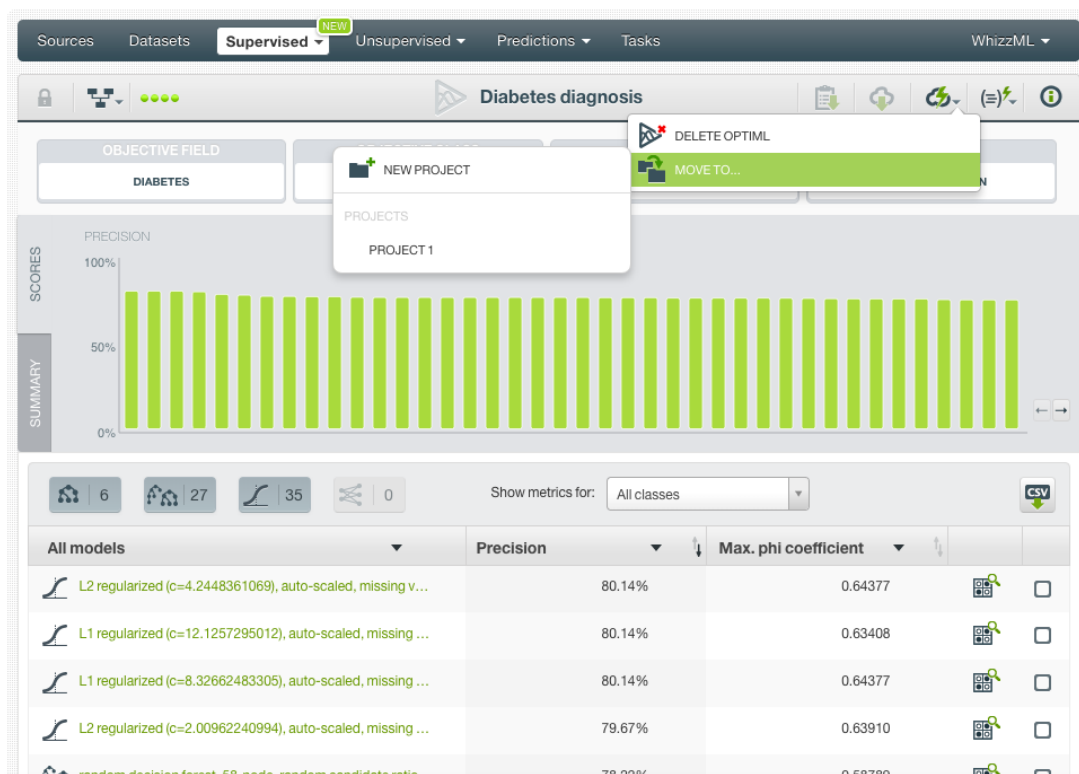 NEW
Sources Datasets Supervised Unsupervised Predictions Tasks WhizzML
Diabetes diagnosis
DELETE OPTIML
MOVE TO...
NEW PROJECT
PROJECTS
PROJECT 1
OBJECTIVE FIELD
DIABETES
SCORES
SUMMARY
PRECISION
100%
50%
0%
6 27 35 0 Show metrics for: All classes CSV
All models Precision Max. phi coefficient
L2 regularized (c=4.2448361069), auto-scaled, missing v... 80.14% 0.64377
L1 regularized (c=12.1257295012), auto-scaled, missing ... 80.14% 0.63408
L1 regularized (c=8.32662483305), auto-scaled, missing ... 80.14% 0.64377
L2 regularized (c=2.00962240994), auto-scaled, missing ... 79.67% 0.63910